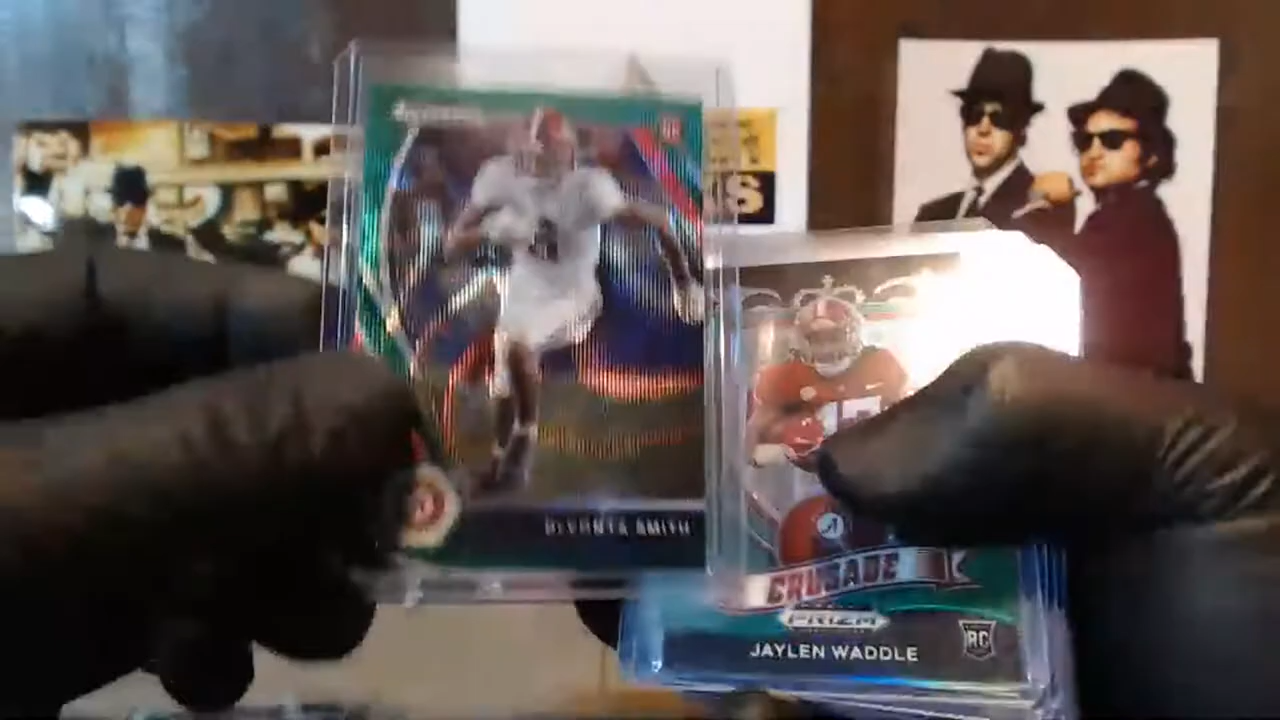 DEVONTA SMITH
CRUSADE
PRIZM
JAYLEN WADDLE
RC